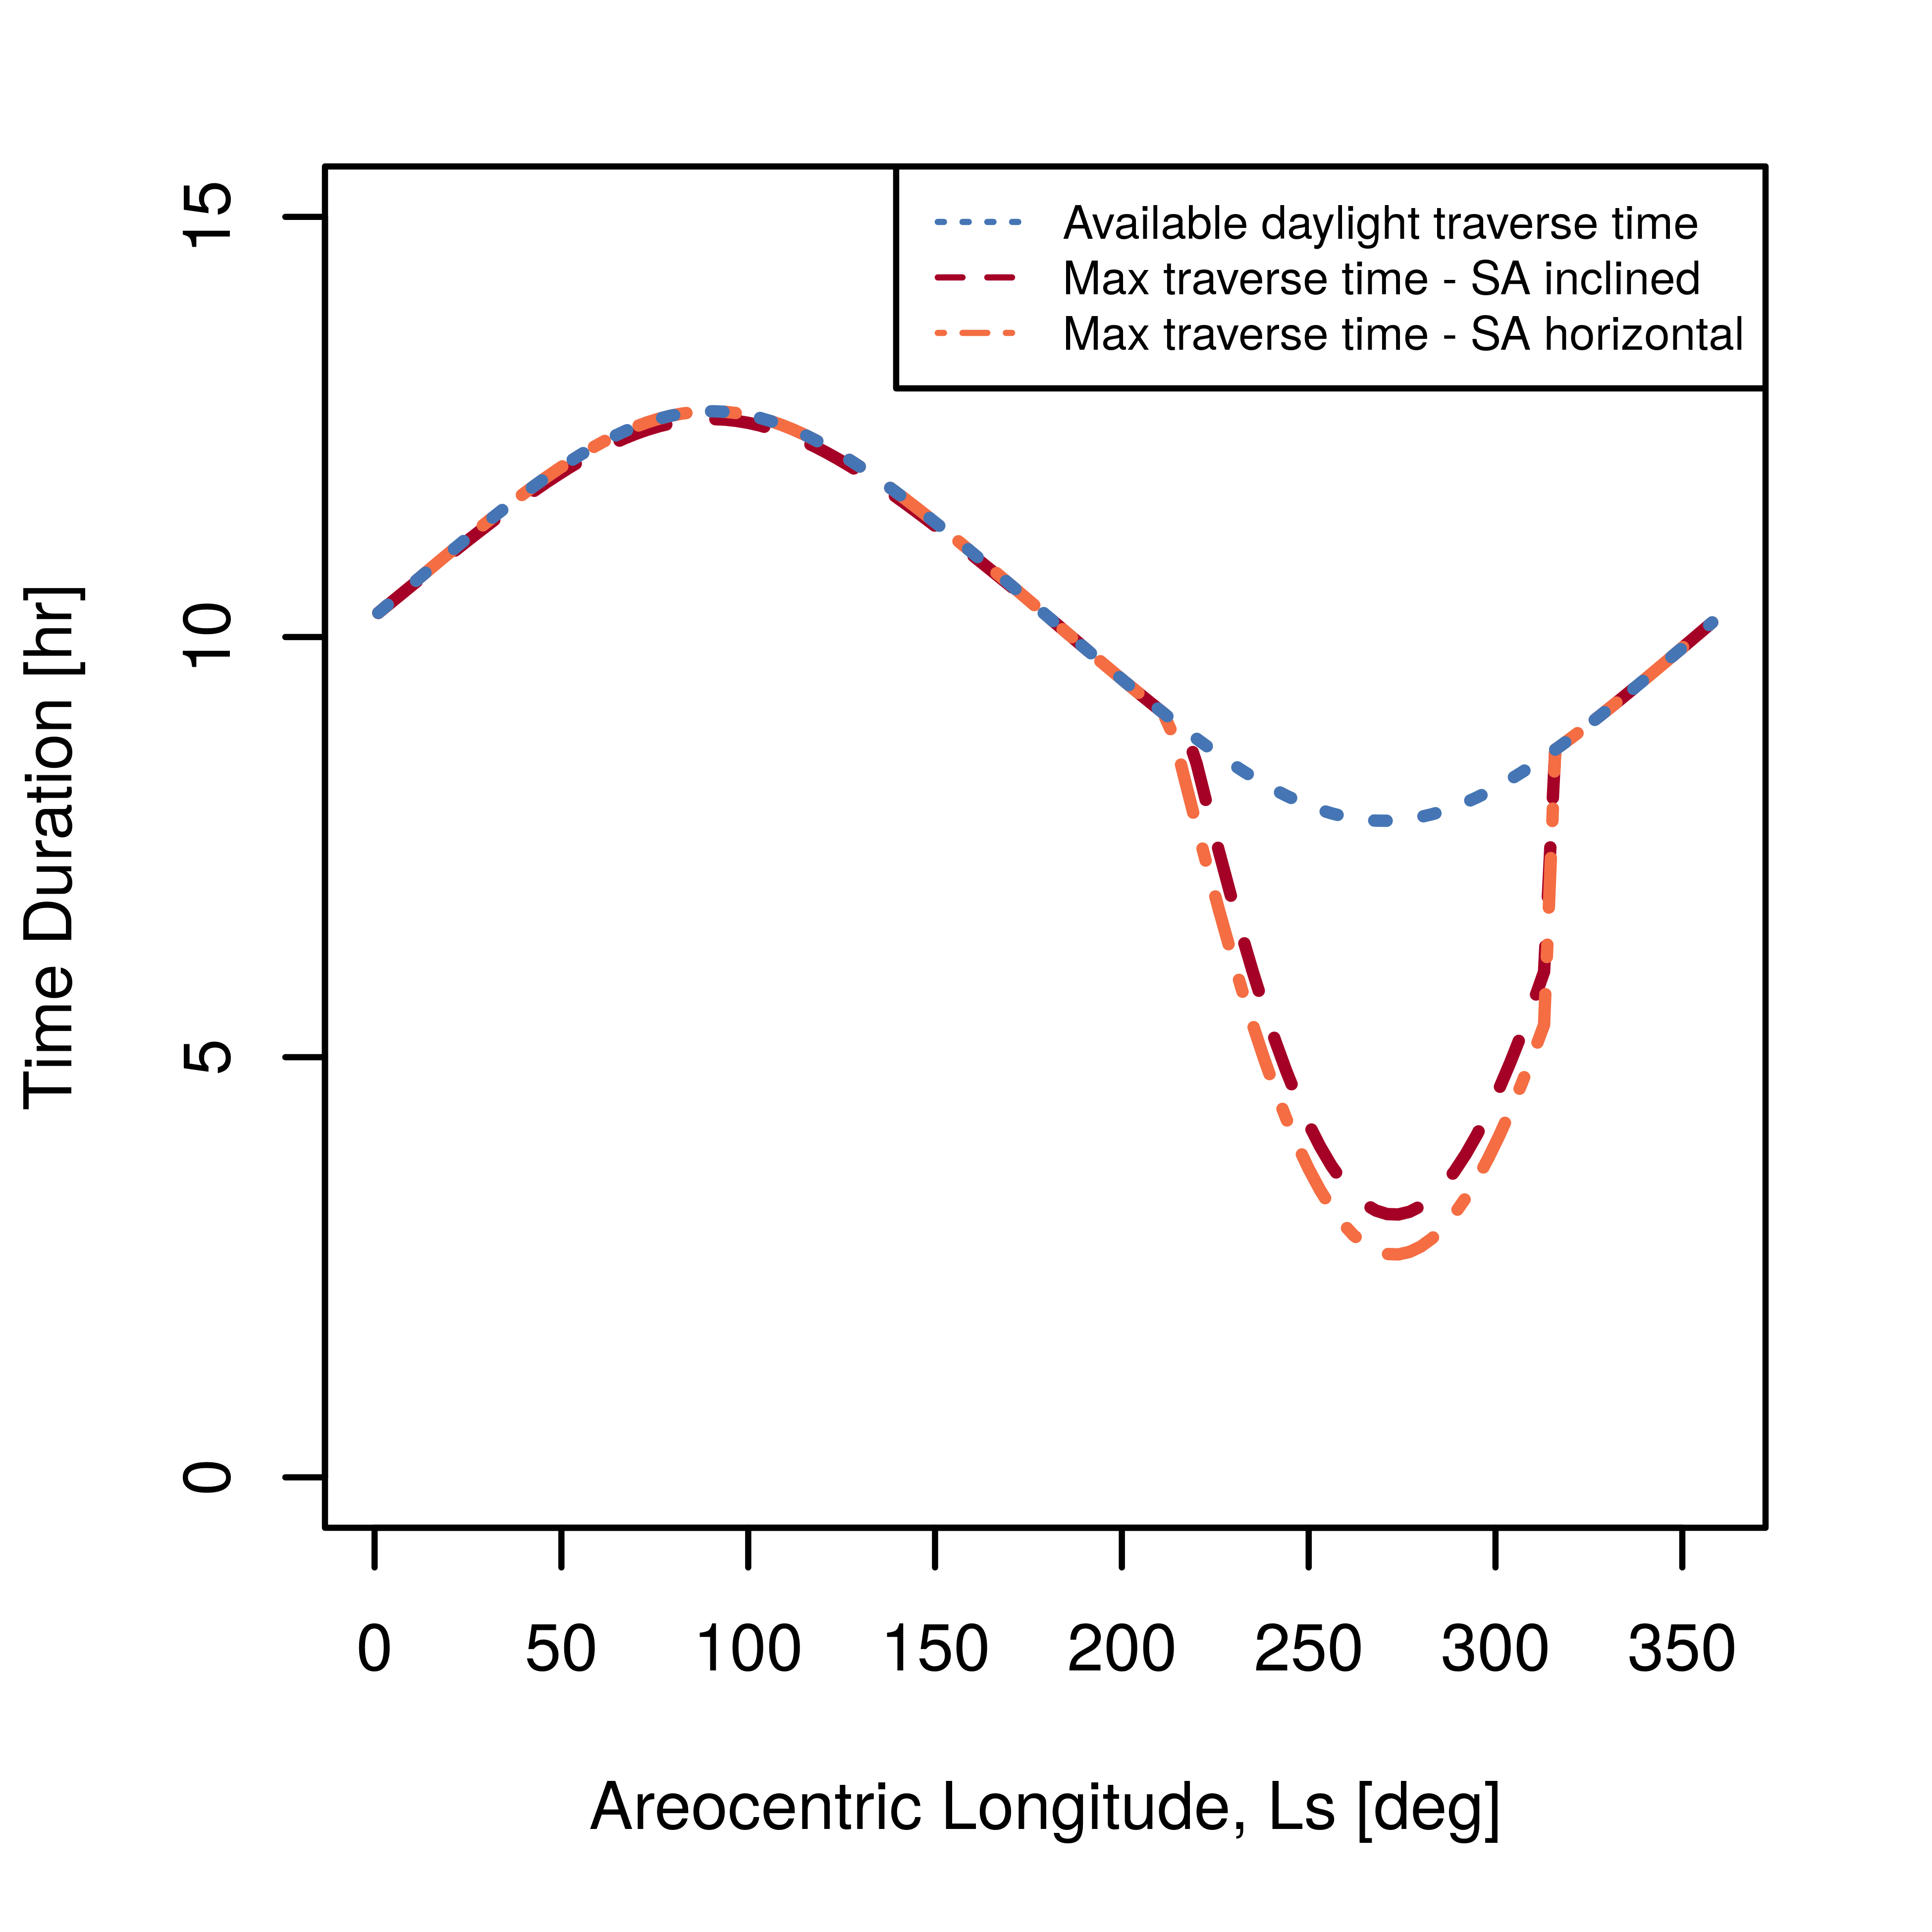 Available daylight traverse time
Max traverse time - SA inclined
Max traverse time - SA horizontal
Time Duration [hr]
15
10
5
0
0 50 100 150 200 250 300 350
Areocentric Longitude, Ls [deg]